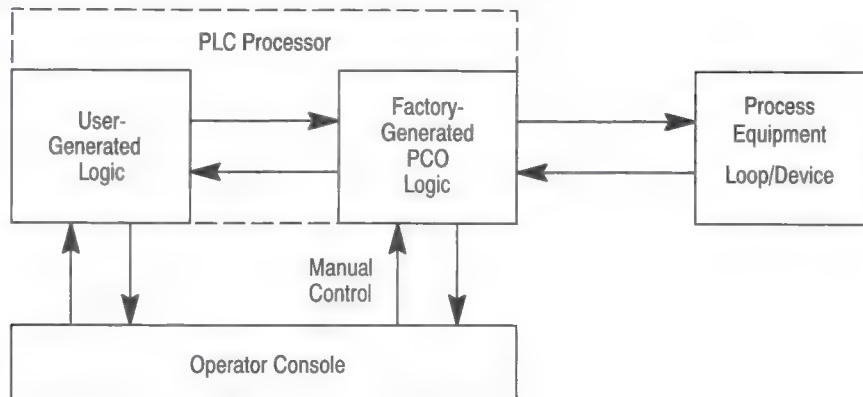 PLC Processor
User-
Generated
Logic
Factory-
Generated
PCO
Logic
Process
Equipment
Loop/Device
Manual
Control
Operator Console